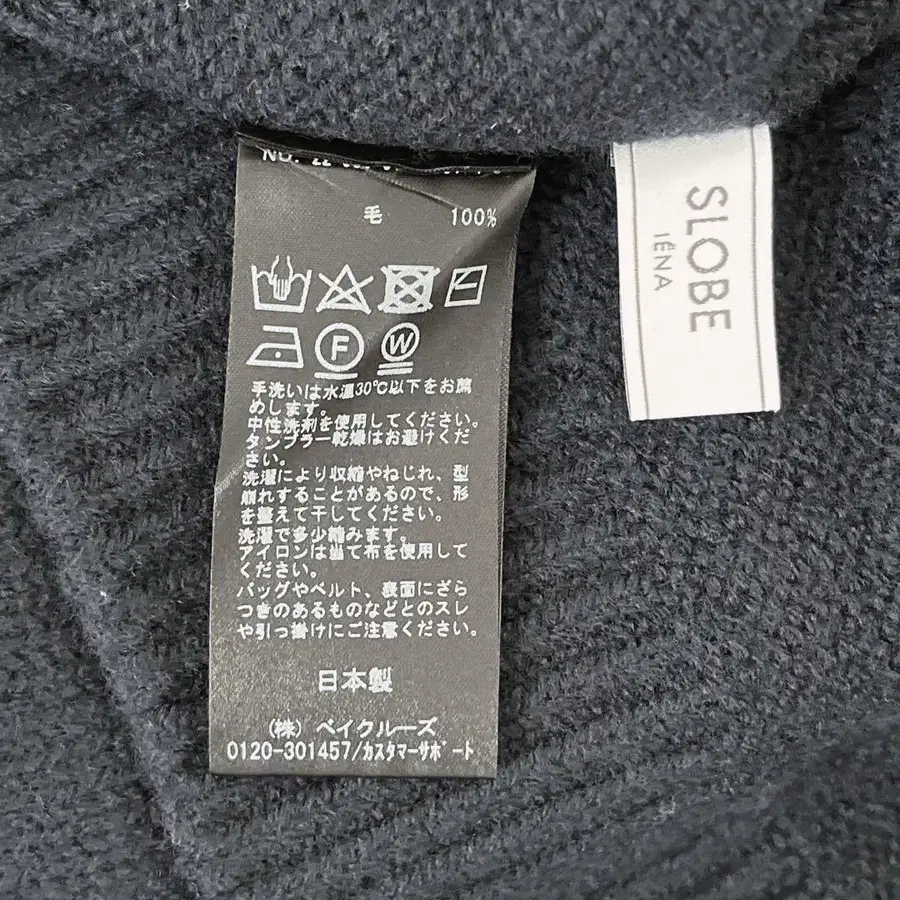 NO.
毛 100%
F
W
手洗いは水温30℃以下をお薦
めします。
中性洗剤を使用してください。
タンブラー乾燥はお避けくだ
さい。
洗濯により収縮やねじれ、型
崩れすることがあるので、形
を整えて干してください。
洗濯で多少縮みます。
アイロンは当て布を使用して
ください。
バッグやベルト、表面にざら
つきのあるものなどとのスレ
や引っ掛けにご注意ください。
日本製
(株) ベイクルーズ
0120-301457/カスタマーサポート
SLOBE
IÉNA